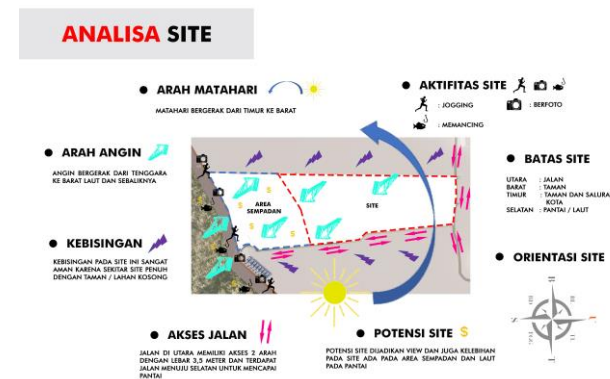 ANALISA SITE
ARAH MATAHARI
MATAHARI BERGERAK DARI TIMUR KE BARAT
AKTIFITAS SITE
: JOGGING
: BERFOTO
: MEMANCING
ARAH ANGIN
ANGIN BERGERAK DARI TENGGARA
KE BARAT LAUT DAN SEBALIKNYA
AREA
SEMPADAN
SITE
BATAS SITE
UTARA : JALAN
BARAT : TAMAN
TIMUR : TAMAN DAN SALURA
KOTA
SELATAN : PANTAI / LAUT
KEBISINGAN
KEBISINGAN PADA SITE INI SANGAT
AMAN KARENA SEKITAR SITE PENUH
DENGAN TAMAN / LAHAN KOSONG
ORIENTASI SITE
AKSES JALAN
JALAN DI UTARA MEMILIKI AKSES 2 ARAH
DENGAN LEBAR 3,5 METER DAN TERDAPAT
JALAN MENUJU SELATAN UNTUK MENCAPAI
PANTAI
POTENSI SITE $
POTENSI SITE DIJADIKAN VIEW DAN JUGA KELEBIHAN
PADA SITE ADA PADA AREA SEMPADAN DAN LAUT
PADA PANTAI